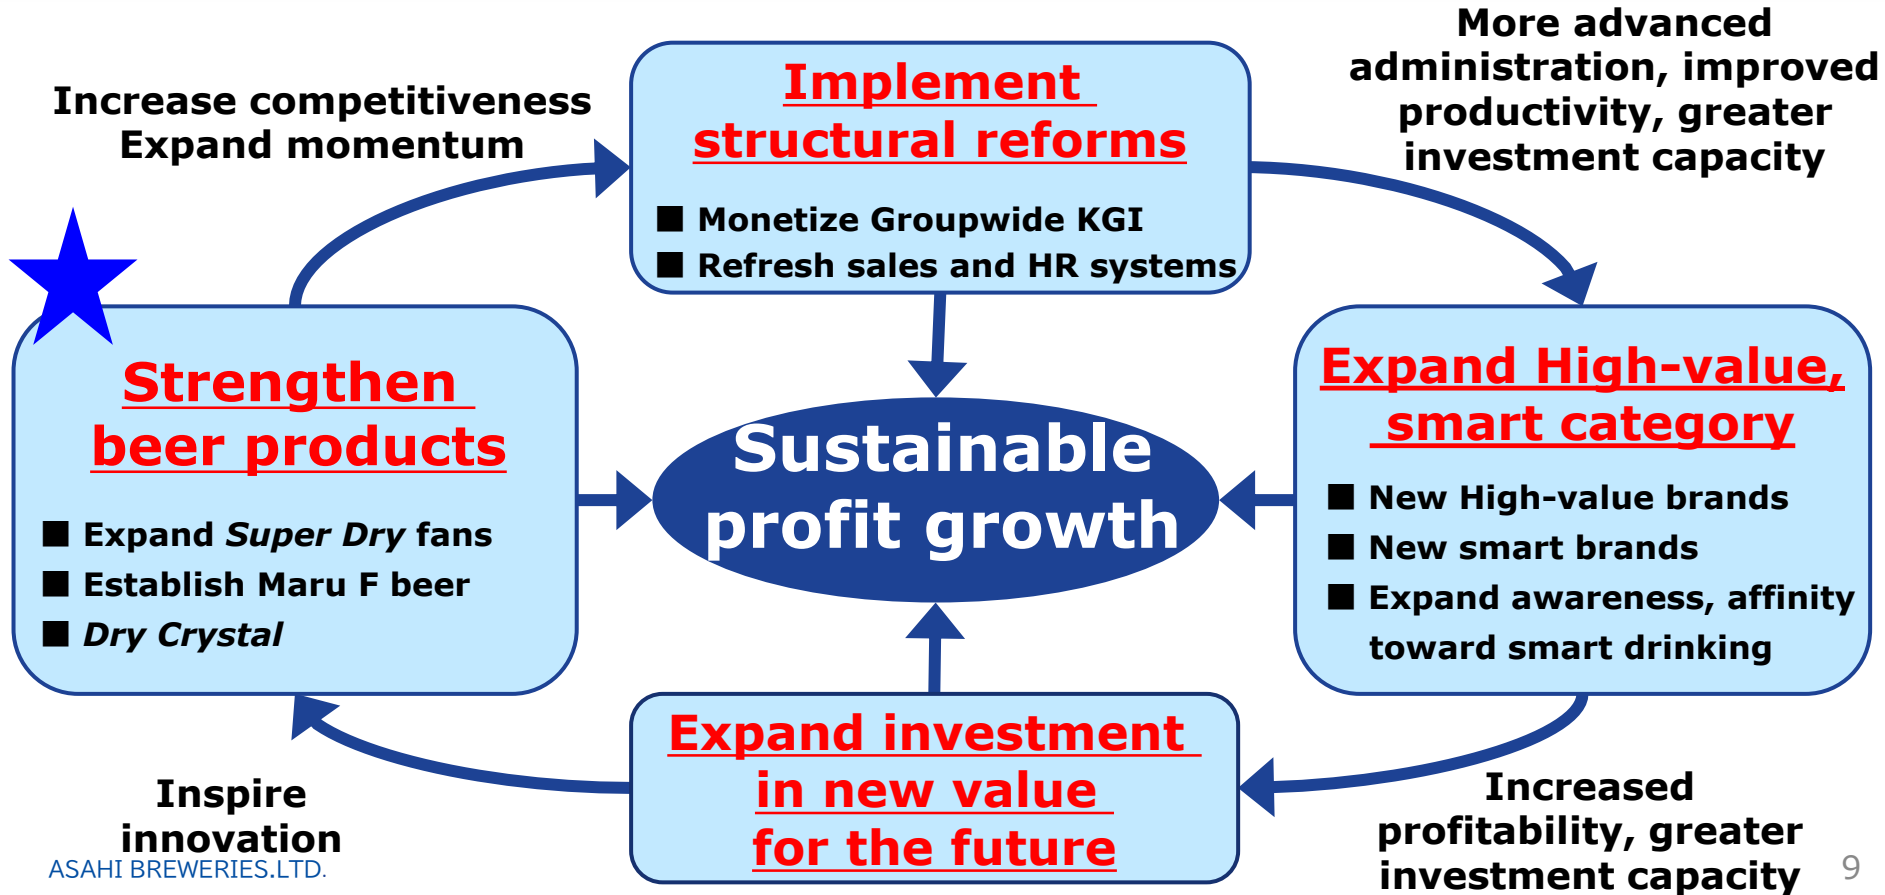 Increase competitiveness
Expand momentum
Implement
structural reforms
■ Monetize Groupwide KGI
■ Refresh sales and HR systems
More advanced
administration, improved
productivity, greater
investment capacity
Strengthen
beer products
■ Expand Super Dry fans
■ Establish Maru F beer
■ Dry Crystal
Sustainable
profit growth
Expand High-value,
smart category
■ New High-value brands
■ New smart brands
■ Expand awareness, affinity
toward smart drinking
Inspire
innovation
Expand investment
in new value
for the future
Increased
profitability, greater
investment capacity
ASAHI BREWERIES.LTD.
9